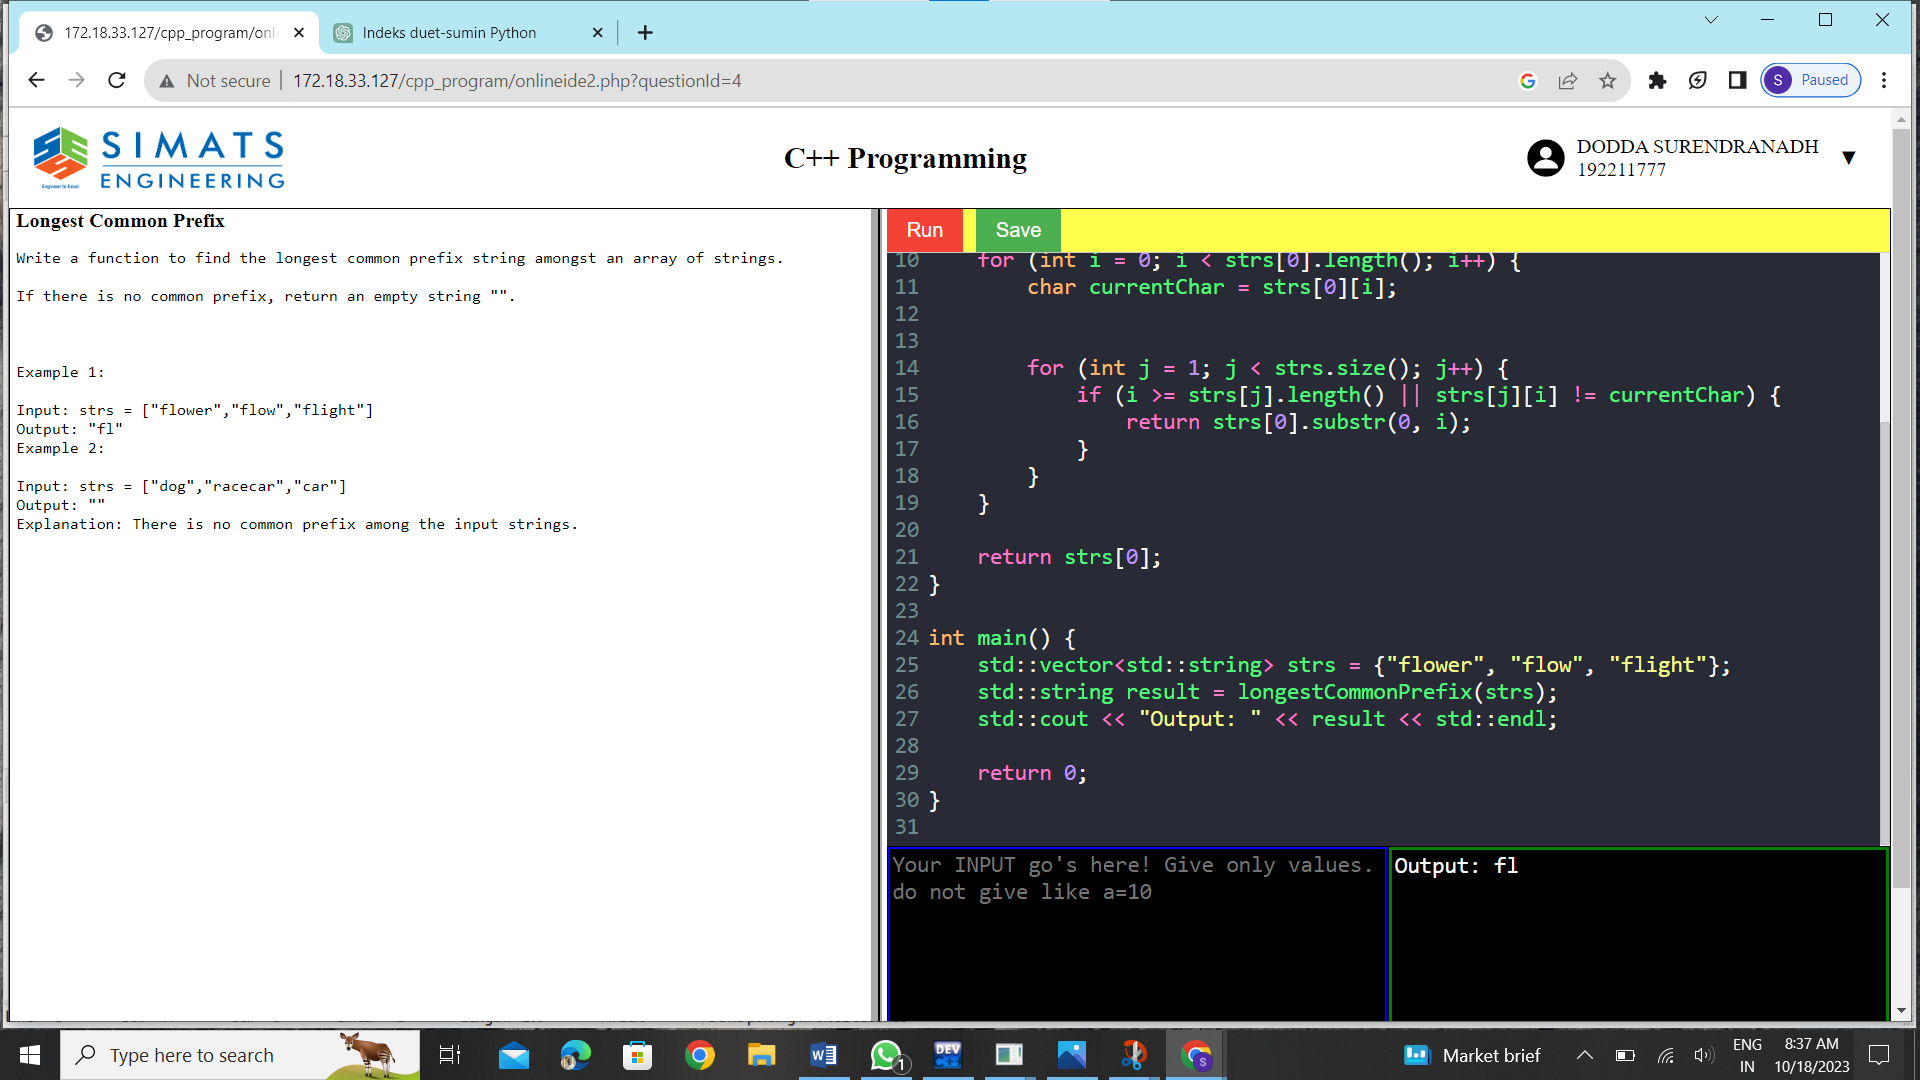 172.18.33.127/cpp_program/onli
Indeks duet-sumin Python
Not secure
172.18.33.127/cpp_program/onlineide2.php?questionId=4
S
Paused
SIMATS
ENGINEERING
Engineer to Excel
C++ Programming
DODDA SURENDRANADH
192211777
Longest Common Prefix
Write a function to find the longest common prefix string amongst an array of strings.
If there is no common prefix, return an empty string "".
Example 1:
Input: strs = ["flower","flow","flight"]
Output: "fl"
Example 2:
Input: strs = ["dog","racecar","car"]
Output: ""
Explanation: There is no common prefix among the input strings.
Run
Save
10     for (int i = 0; i < strs[0].length(); i++) {
11         char currentChar = strs[0][i];
12
13
14         for (int j = 1; j < strs.size(); j++) {
15             if (i >= strs[j].length() || strs[j][i] != currentChar) {
16                 return strs[0].substr(0, i);
17             }
18         }
19     }
20
21     return strs[0];
22 }
23
24 int main() {
25     std::vector<std::string> strs = {"flower", "flow", "flight"};
26     std::string result = longestCommonPrefix(strs);
27     std::cout << "Output: " << result << std::endl;
28
29     return 0;
30 }
31
Your INPUT go's here! Give only values.
do not give like a=10
Output: fl
Type here to search
W
1
DEV
C++
S
Market brief
ENG
IN
8:37 AM
10/18/2023